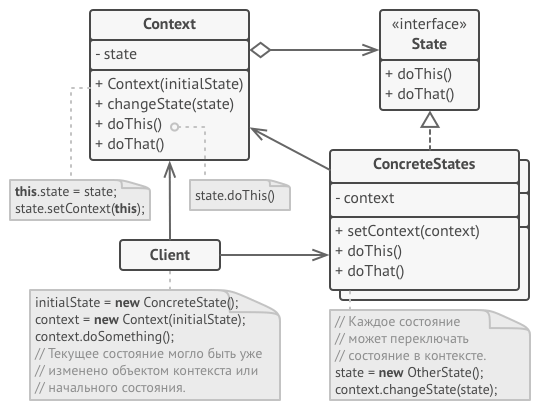 Context
- state
+ Context(initialState)
+ changeState(state)
+ doThis()
+ doThat()
«interface»
State
+ doThis()
+ doThat()
this.state = state;
state.setContext(this);
state.doThis()
ConcreteStates
- context
+ setContext(context)
+ doThis()
+ doThat()
Client
initialState = new ConcreteState();
context = new Context(initialState);
context.doSomething();
// Текущее состояние могло быть уже
// изменено объектом контекста или
// начального состояния.
// Каждое состояние
// может переключать
// состояние в контексте.
state = new OtherState();
context.changeState(state);